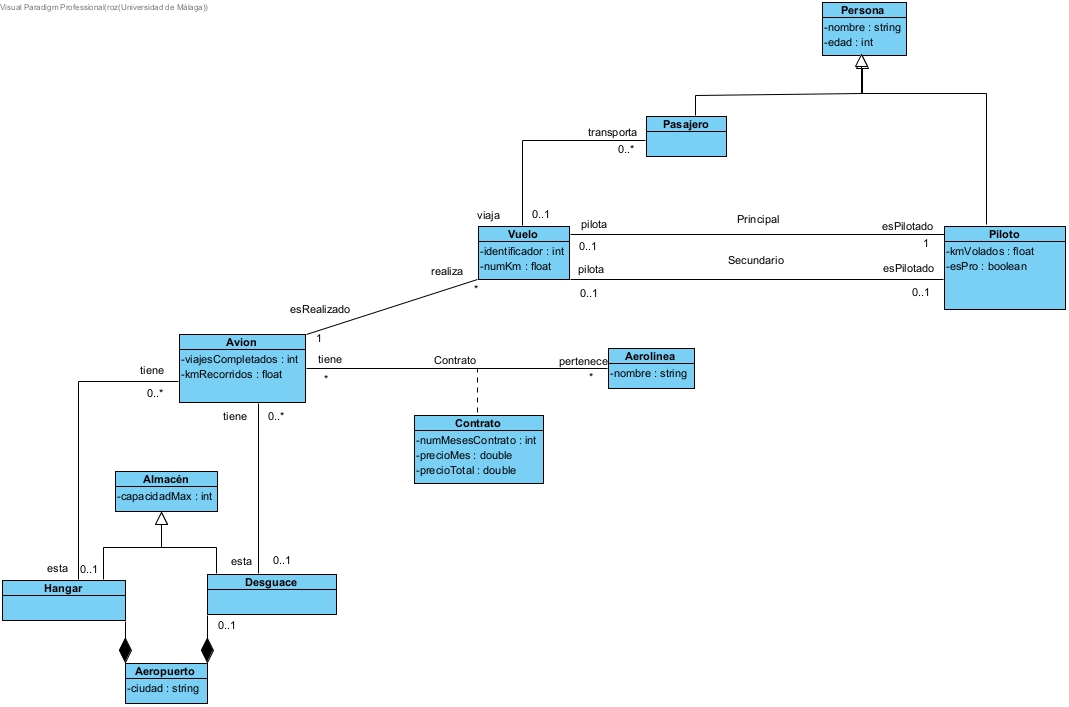 Visual Paradigm Professional(roz(Universidad de Málaga))
Persona
-nombre : string
-edad : int
Pasajero
transporta
0..*
viaja
0..1
Vuelo
-identificador : int
-numKm : float
pilota
0..1
Principal
esPilotado
1
pilota
0..1
Secundario
esPilotado
0..1
Piloto
-kmVolados : float
-esPro : boolean
realiza
*
esRealizado
1
Avion
-viajesCompletados : int
-kmRecorridos : float
tiene
*
Contrato
pertenece
*
Aerolinea
-nombre : string
tiene
0..*
tiene
0..*
Contrato
-numMesesContrato : int
-precioMes : double
-precioTotal : double
Almacén
-capacidadMax : int
esta
0..1
esta
0..1
Hangar
Desguace
0..1
Aeropuerto
-ciudad : string